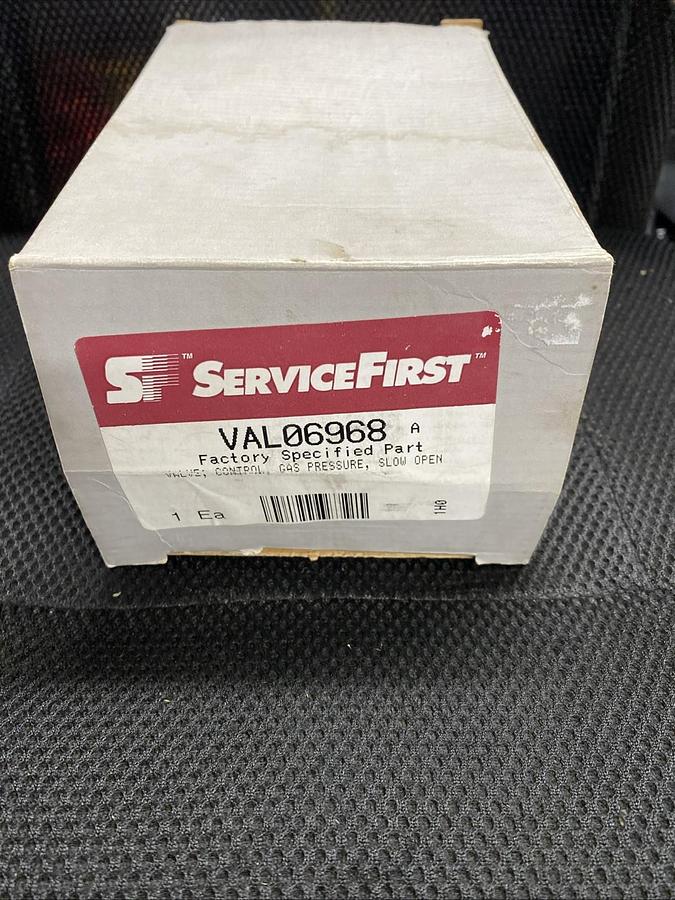 SF™ SERVICEFIRST™
VAL06968 A
Factory Specified Part
VALVE; CONTROL, GAS PRESSURE, SLOW OPEN
1 Ea
1H0